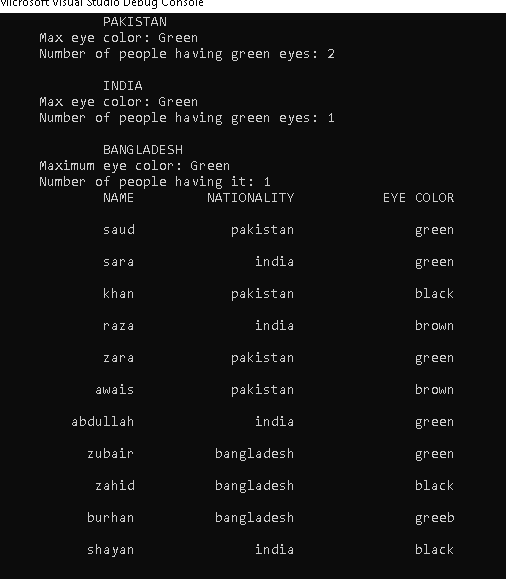 Microsoft Visual Studio Debug Console
PAKISTAN
Max eye color: Green
Number of people having green eyes: 2
INDIA
Max eye color: Green
Number of people having green eyes: 1
BANGLADESH
Maximum eye color: Green
Number of people having it: 1
NAME NATIONALITY EYE COLOR
saud pakistan green
sara india green
khan pakistan black
raza india brown
zara pakistan green
awais pakistan brown
abdullah india green
zubair bangladesh green
zahid bangladesh black
burhan bangladesh greeb
shayan india black